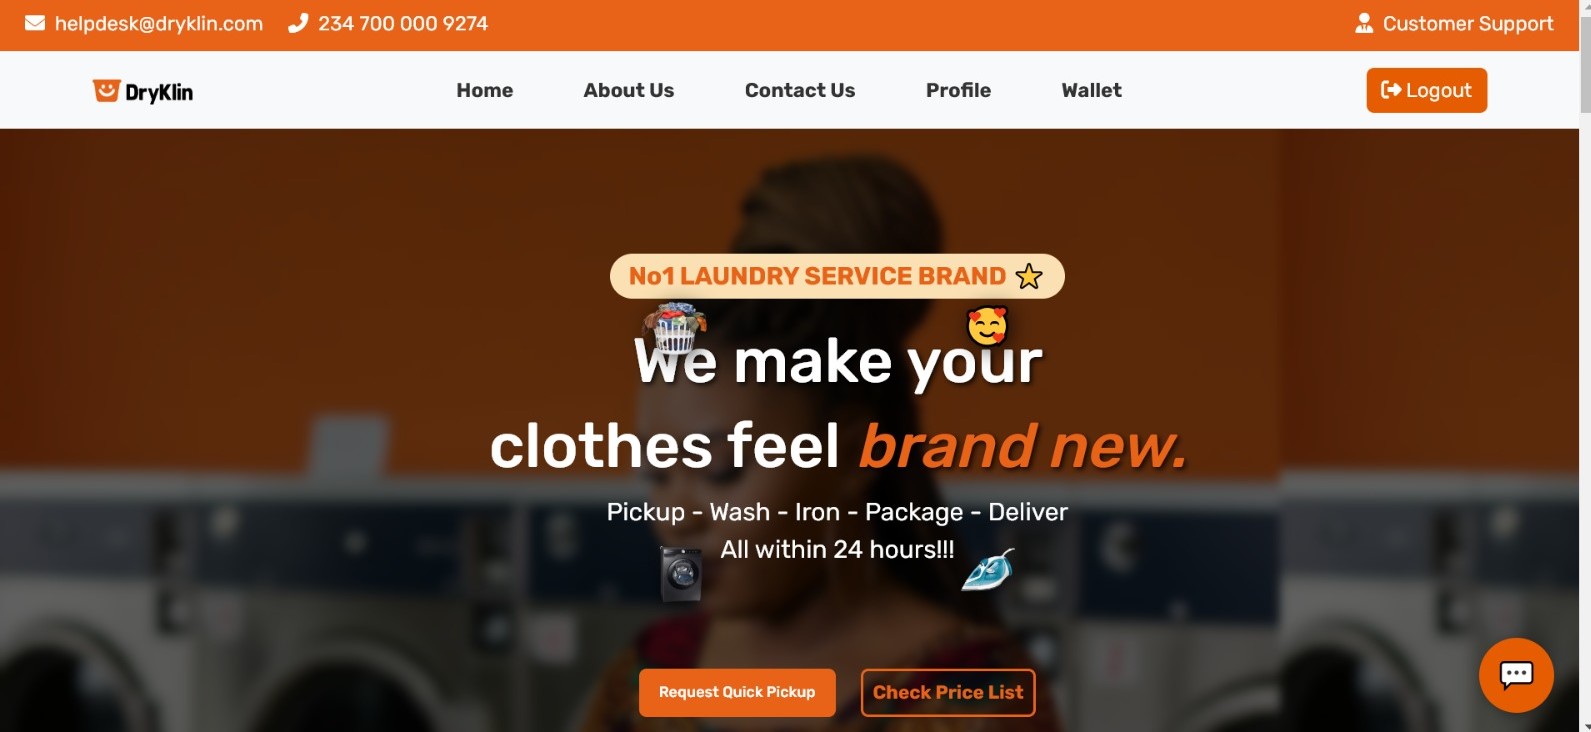 helpdesk@dryklin.com 234 700 000 9274 Customer Support
DryKlin Home About Us Contact Us Profile Wallet Logout
No1 LAUNDRY SERVICE BRAND
We make your
clothes feel brand new.
Pickup - Wash - Iron - Package - Deliver
All within 24 hours!!!
Request Quick Pickup Check Price List